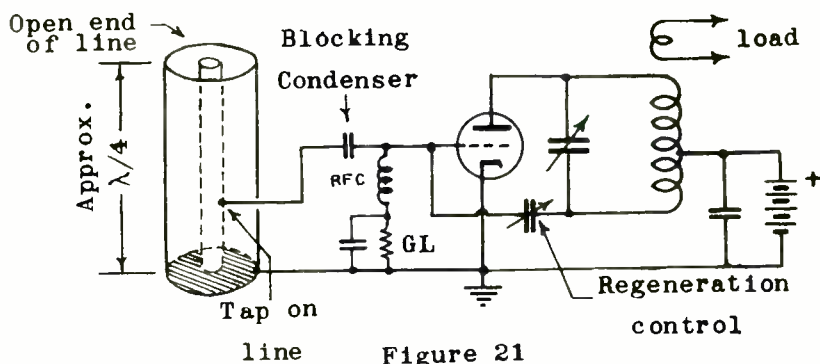 Open end
of line
Blocking
Condenser
load
Approx.
λ/4
RFC
GL
+
Tap on
line
Regeneration
control
Figure 21